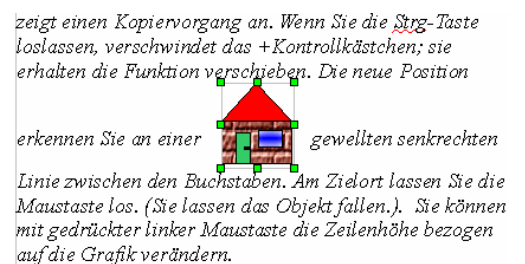 zeigt einen Kopiervorgang an. Wenn Sie die Strg-Taste
loslassen, verschwindet das +Kontrollkästchen; sie
erhalten die Funktion verschieben. Die neue Position
erkennen Sie an einer gewellten senkrechten
Linie zwischen den Buchstaben. Am Zielort lassen Sie die
Maustaste los. (Sie lassen das Objekt fallen.). Sie können
mit gedrückter linker Maustaste die Zeilenhöhe bezogen
auf die Grafik verändern.